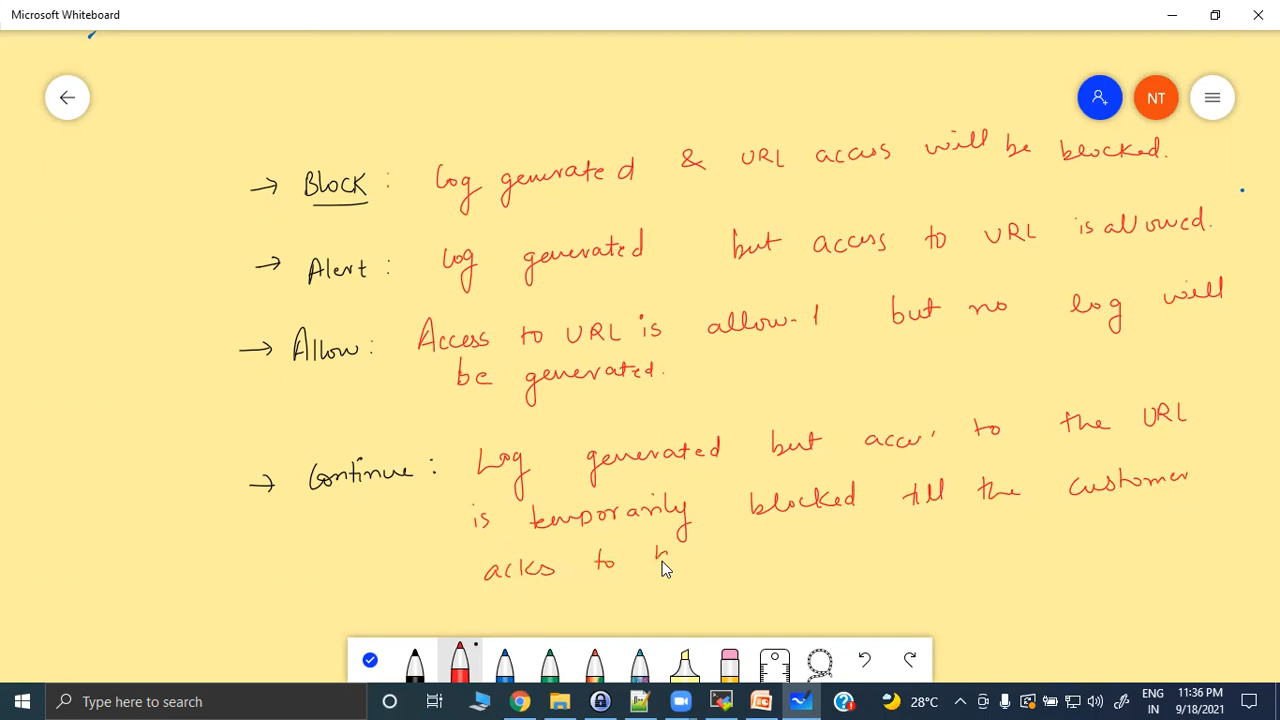 Microsoft Whiteboard
NT
→ Block : Log generated & URL access will be blocked.
→ Alert : Log generated but access to URL is allowed.
→ Allow : Access to URL is allow-1 but no log will
be generated.
→ Continue : Log generated but acce' to the URL
is temporarily blocked till the customer
acks to
Type here to search
28°C
ENG
IN
11:36 PM
9/18/2021